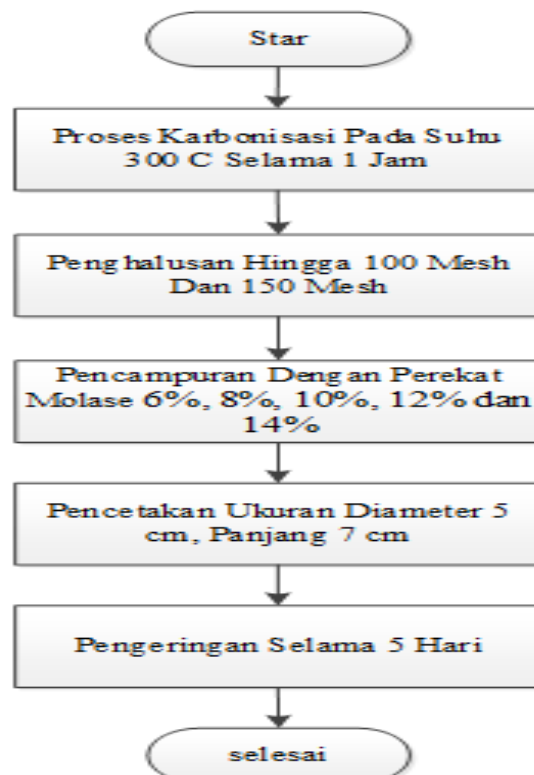 Star
Proses Karbonisasi Pada Suhu
300 C Selama 1 Jam
Penghalusan Hingga 100 Mesh
Dan 150 Mesh
Pencampuran Dengan Perekat
Molase 6%, 8%, 10%, 12% dan
14%
Pencetakan Ukuran Diameter 5
cm, Panjang 7 cm
Pengeringan Selama 5 Hari
selesai